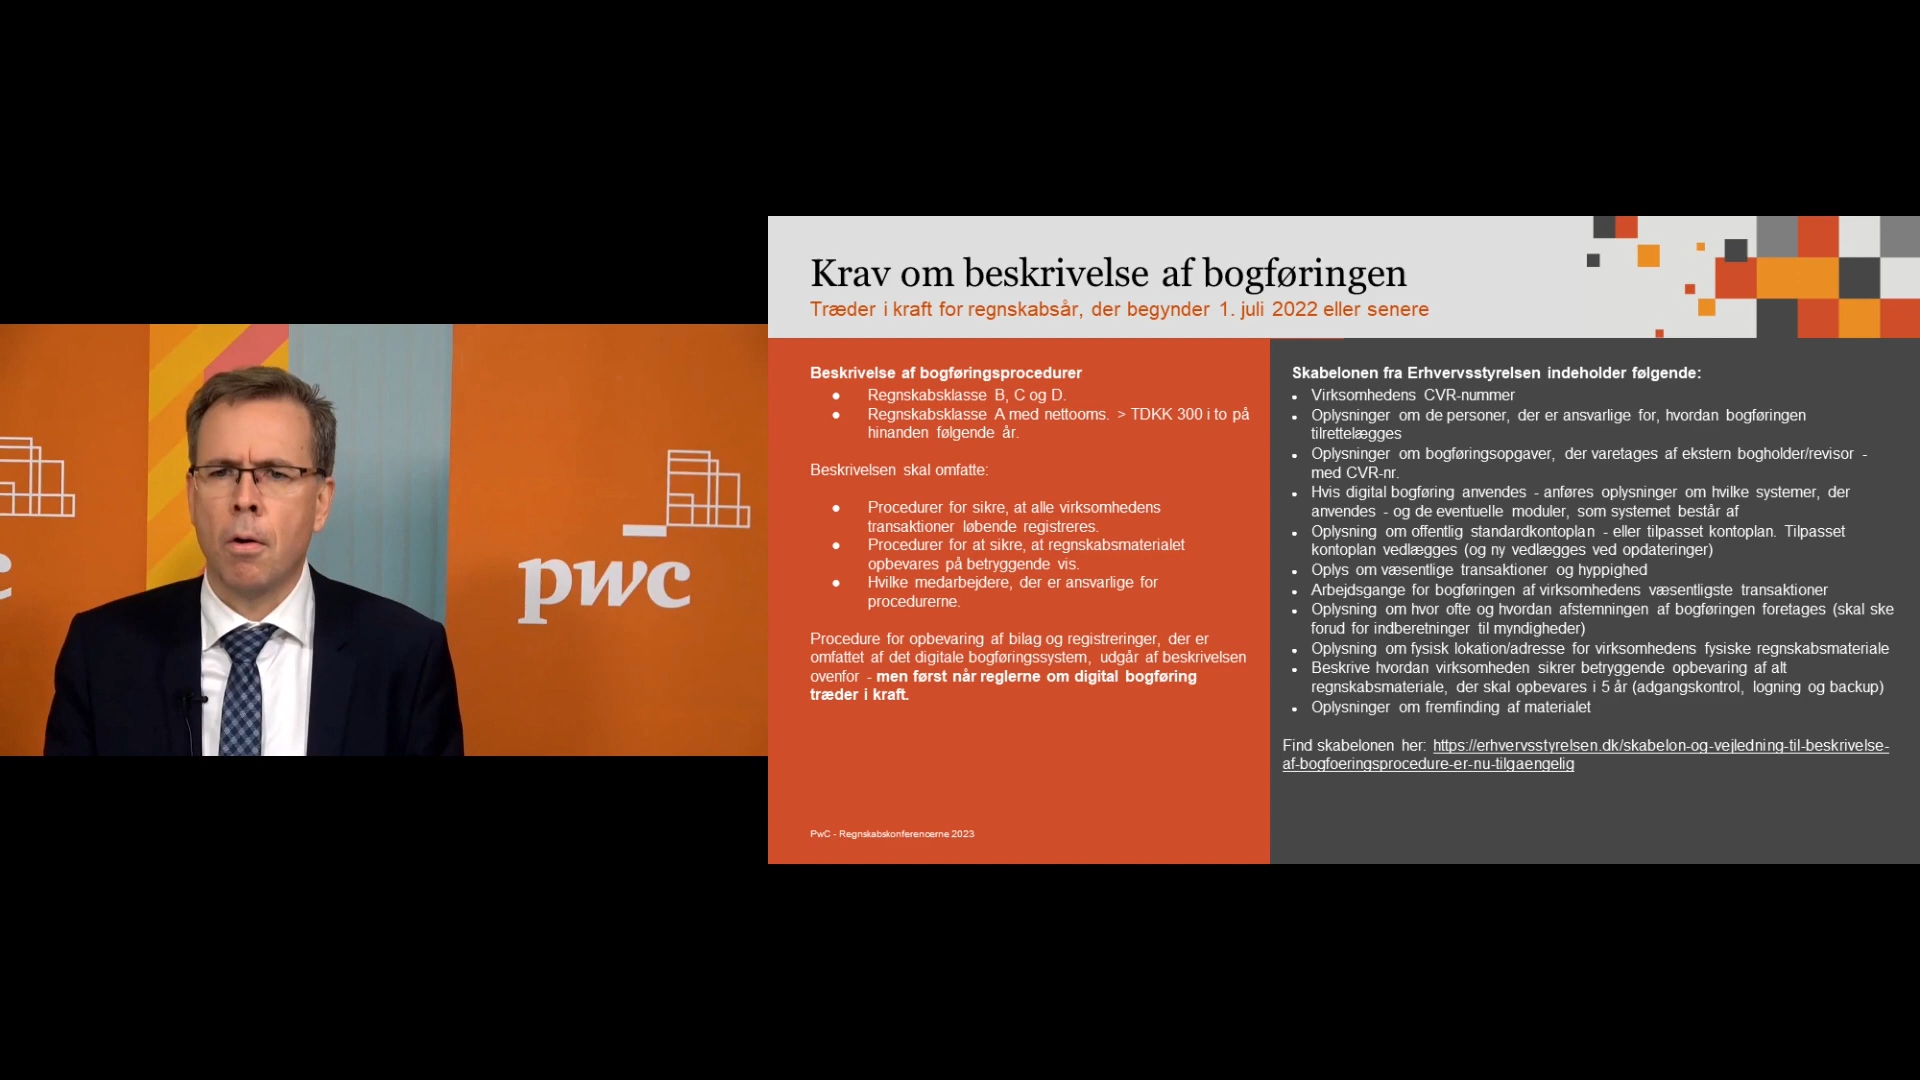 pwc
Krav om beskrivelse af bogføringen
Træder i kraft for regnskabsår, der begynder 1. juli 2022 eller senere
Beskrivelse af bogføringsprocedurer
● Regnskabsklasse B, C og D.
● Regnskabsklasse A med nettooms. > TDKK 300 i to på
hinanden følgende år.
Beskrivelsen skal omfatte:
● Procedurer for sikre, at alle virksomhedens
transaktioner løbende registreres.
● Procedurer for at sikre, at regnskabsmaterialet
opbevares på betryggende vis.
● Hvilke medarbejdere, der er ansvarlige for
procedurerne.
Procedure for opbevaring af bilag og registreringer, der er
omfattet af det digitale bogføringssystem, udgår af beskrivelsen
ovenfor - men først når reglerne om digital bogføring
træder i kraft.
PwC - Regnskabskonferencerne 2023
Skabelonen fra Erhvervsstyrelsen indeholder følgende:
• Virksomhedens CVR-nummer
• Oplysninger om de personer, der er ansvarlige for, hvordan bogføringen
tilrettelægges
• Oplysninger om bogføringsopgaver, der varetages af ekstern bogholder/revisor -
med CVR-nr.
• Hvis digital bogføring anvendes - anføres oplysninger om hvilke systemer, der
anvendes - og de eventuelle moduler, som systemet består af
• Oplysning om offentlig standardkontoplan - eller tilpasset kontoplan. Tilpasset
kontoplan vedlægges (og ny vedlægges ved opdateringer)
• Oplys om væsentlige transaktioner og hyppighed
• Arbejdsgange for bogføringen af virksomhedens væsentligste transaktioner
• Oplysning om hvor ofte og hvordan afstemningen af bogføringen foretages (skal ske
forud for indberetninger til myndigheder)
• Oplysning om fysisk lokation/adresse for virksomhedens fysiske regnskabsmateriale
• Beskrive hvordan virksomheden sikrer betryggende opbevaring af alt
regnskabsmateriale, der skal opbevares i 5 år (adgangskontrol, logning og backup)
• Oplysninger om fremfinding af materialet
Find skabelonen her: https://erhvervsstyrelsen.dk/skabelon-og-vejledning-til-beskrivelse-
af-bogfoeringsprocedure-er-nu-tilgaengelig